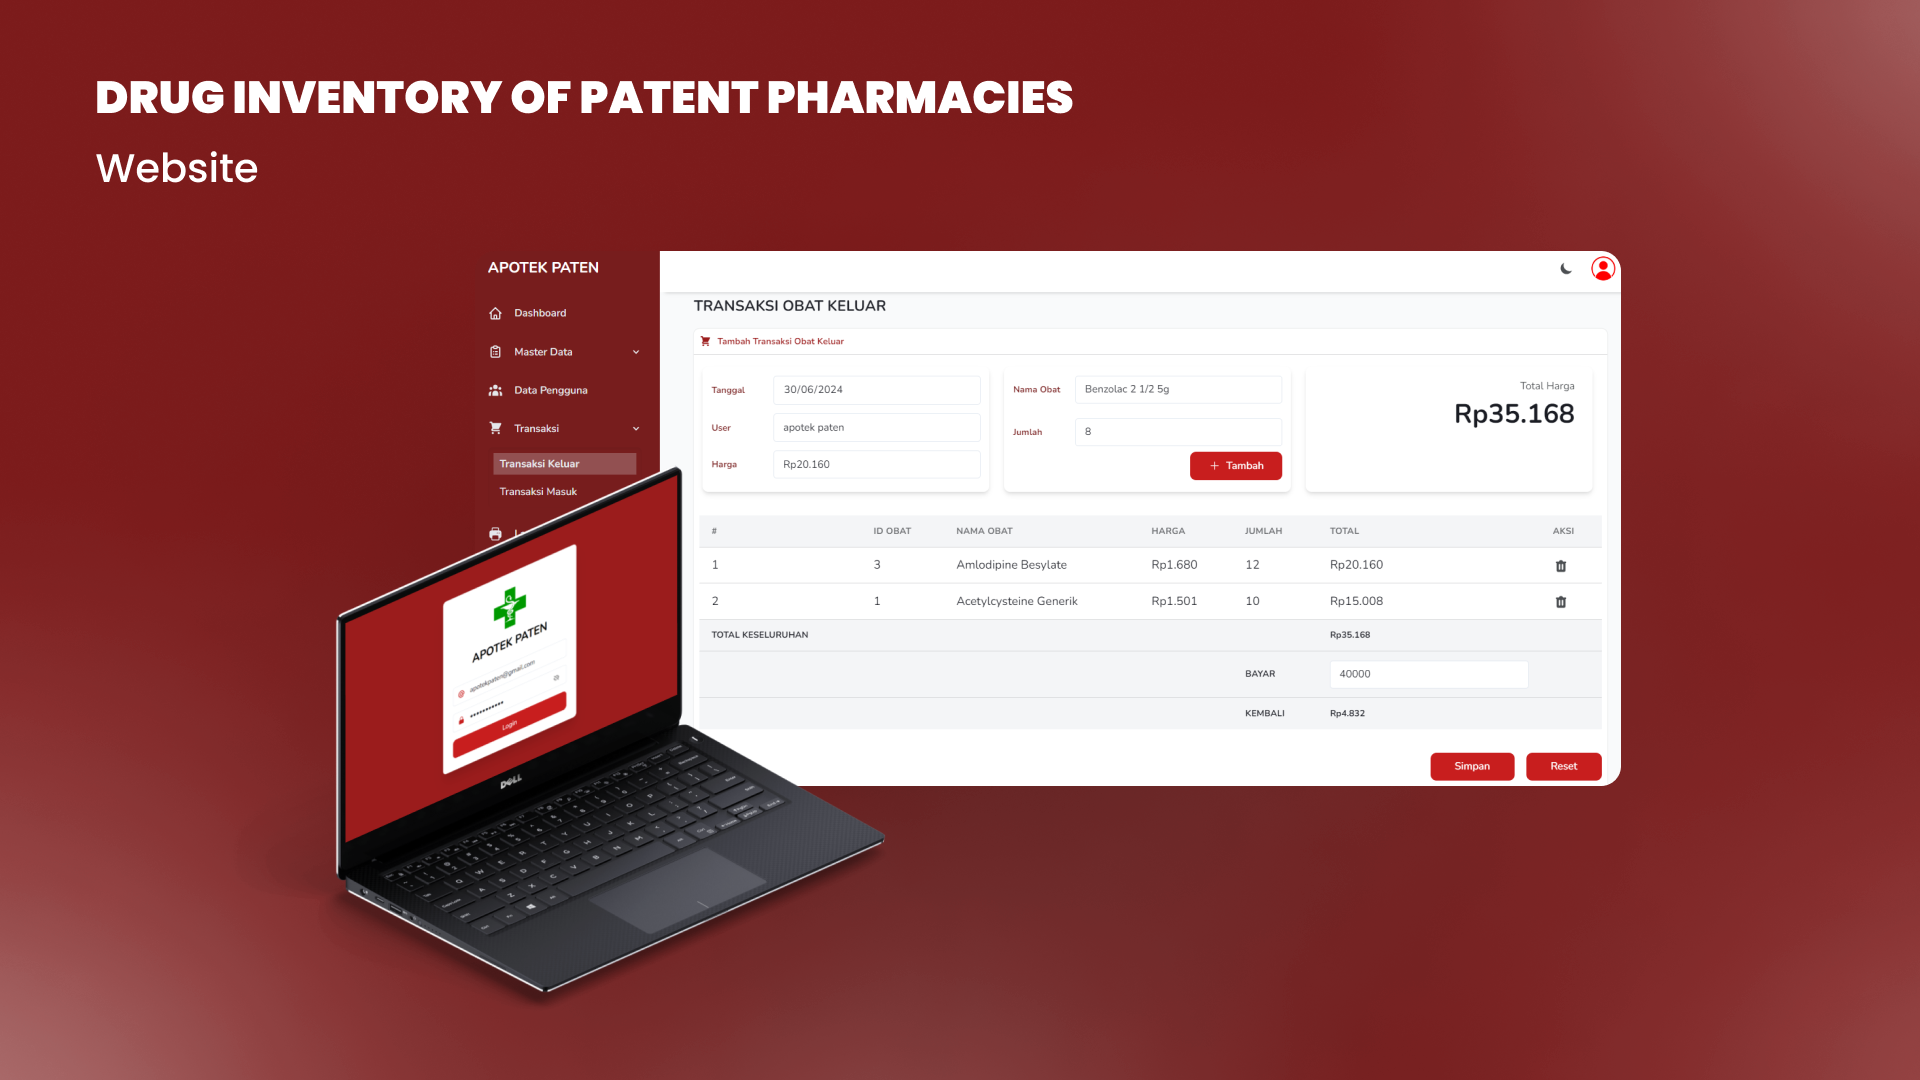 DRUG INVENTORY OF PATENT PHARMACIES
Website
APOTEK PATEN
Dashboard
Master Data
Data Pengguna
Transaksi
Transaksi Keluar
Transaksi Masuk
TRANSAKSI OBAT KELUAR
Tambah Transaksi Obat Keluar
Tanggal 30/06/2024
User apotek paten
Harga Rp20.160
Nama Obat Benzolac 2 1/2 5g
Jumlah 8
+ Tambah
Total Harga
Rp35.168
# ID OBAT NAMA OBAT HARGA JUMLAH TOTAL AKSI
1 3 Amlodipine Besylate Rp1.680 12 Rp20.160
2 1 Acetylcysteine Generik Rp1.501 10 Rp15.008
TOTAL KESELURUHAN Rp35.168
BAYAR 40000
KEMBALI Rp4.832
Simpan Reset
APOTEK PATEN
apotekpaten@gmail.com
Login
DELL